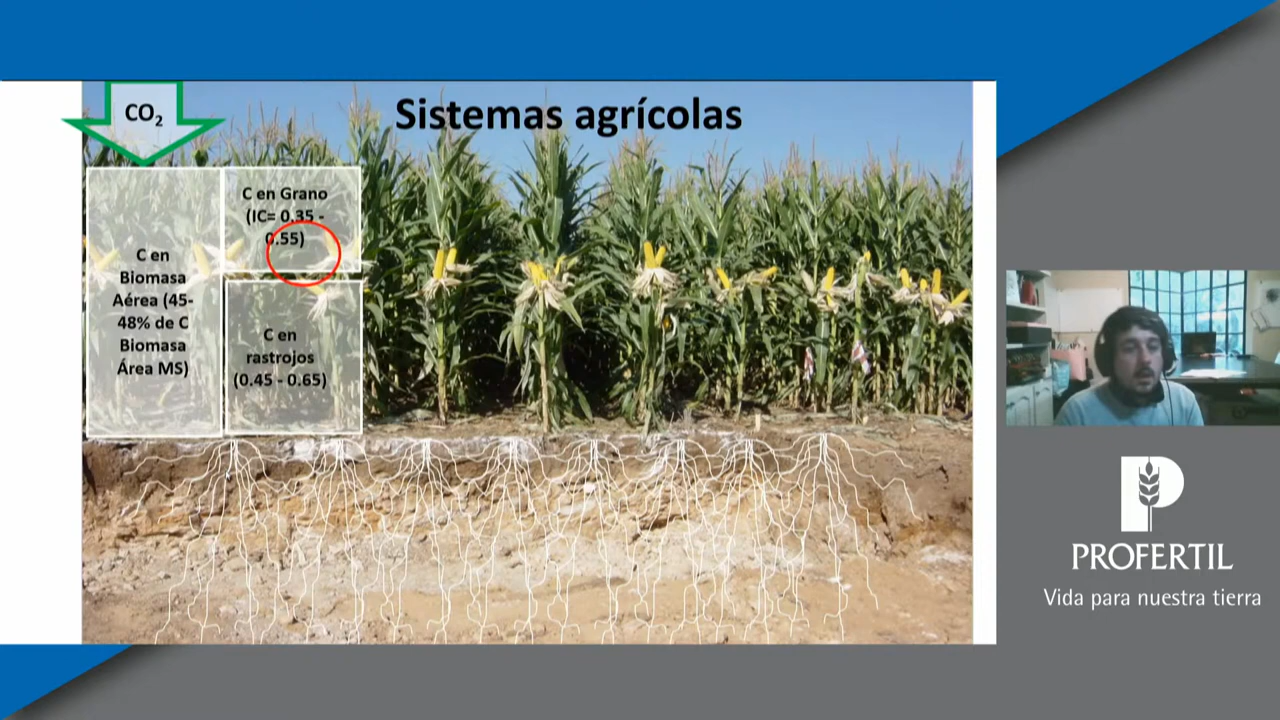 Sistemas agrícolas
CO₂
C en Grano
(IC= 0.35 -
0.55)
C en
Biomasa
Aérea (45-
48% de C
Biomasa
Área MS)
C en
rastrojos
(0.45 - 0.65)
PROFERTIL
Vida para nuestra tierra